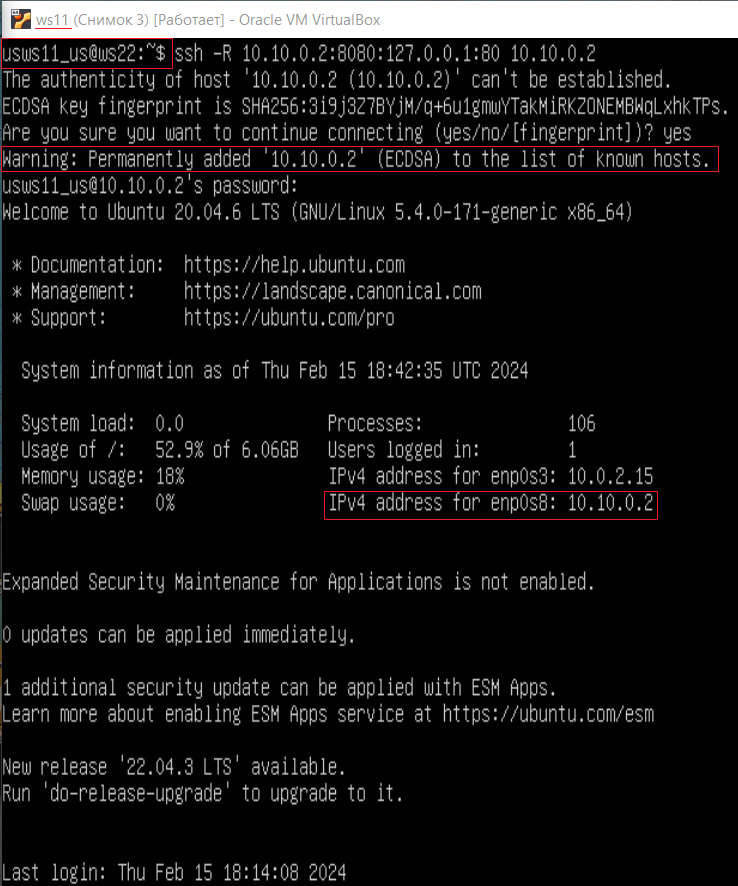 ws11 (Снимок 3) [Работает] - Oracle VM VirtualBox
usws11_us@ws22:~$ ssh -R 10.10.0.2:8080:127.0.0.1:80 10.10.0.2
The authenticity of host '10.10.0.2 (10.10.0.2)' can't be established.
ECDSA key fingerprint is SHA256:3i9j3Z7BYjM/q+6u1gmwYTakMiRKZONEMBWqLxhkTPs.
Are you sure you want to continue connecting (yes/no/[fingerprint])? yes
Warning: Permanently added '10.10.0.2' (ECDSA) to the list of known hosts.
usws11_us@10.10.0.2's password:
Welcome to Ubuntu 20.04.6 LTS (GNU/Linux 5.4.0-171-generic x86_64)
* Documentation: https://help.ubuntu.com
* Management: https://landscape.canonical.com
* Support: https://ubuntu.com/pro
System information as of Thu Feb 15 18:42:35 UTC 2024
System load: 0.0 Processes: 106
Usage of /: 52.9% of 6.06GB Users logged in: 1
Memory usage: 18% IPv4 address for enp0s3: 10.0.2.15
Swap usage: 0% IPv4 address for enp0s8: 10.10.0.2
Expanded Security Maintenance for Applications is not enabled.
0 updates can be applied immediately.
1 additional security update can be applied with ESM Apps.
Learn more about enabling ESM Apps service at https://ubuntu.com/esm
New release '22.04.3 LTS' available.
Run 'do-release-upgrade' to upgrade to it.
Last login: Thu Feb 15 18:14:08 2024